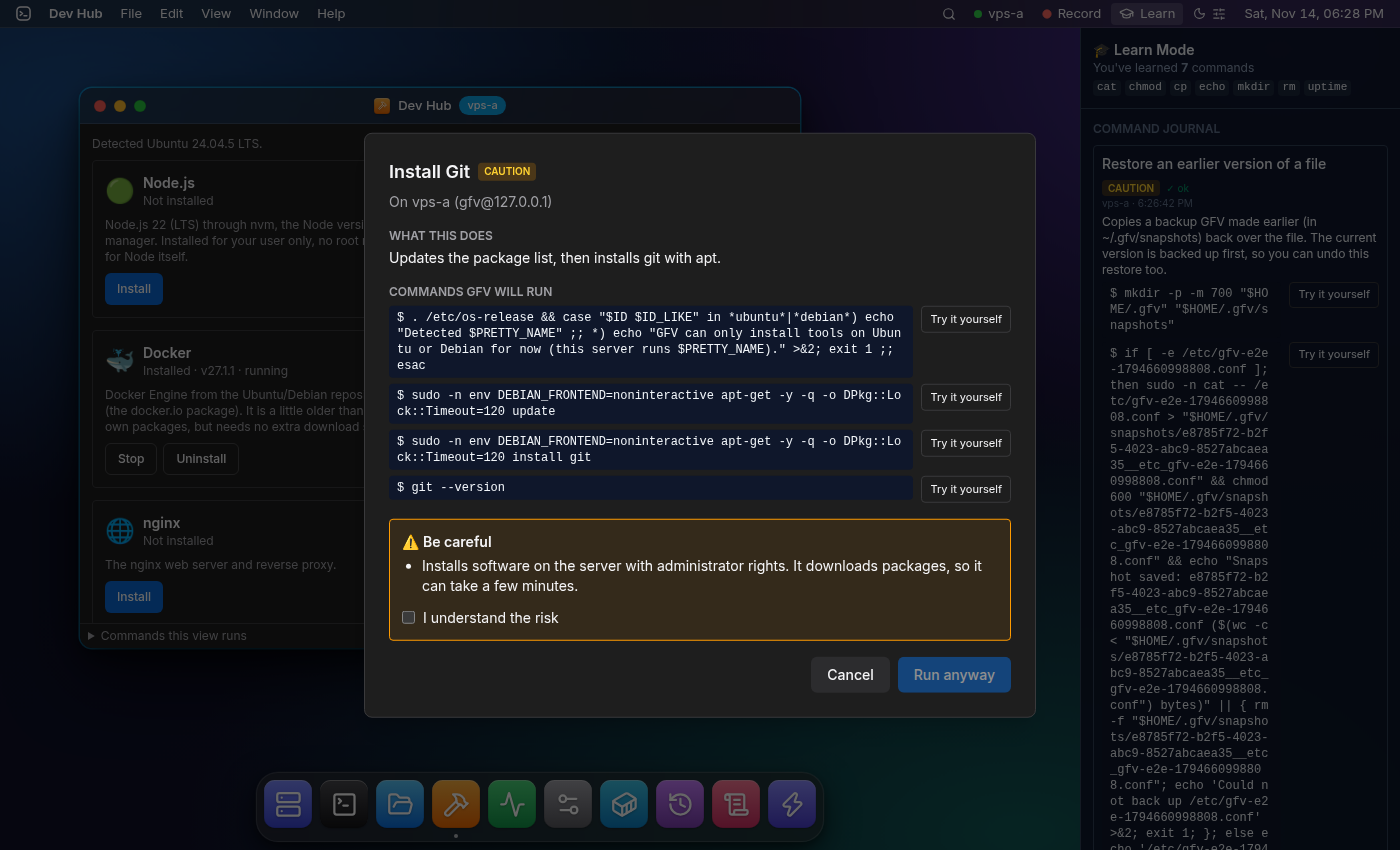 Dev Hub File Edit View Window Help
vps-a Record Learn Sat, Nov 14, 06:28 PM
🎓 Learn Mode
You've learned 7 commands
cat chmod cp echo mkdir rm uptime
Dev Hub vps-a
Detected Ubuntu 24.04.5 LTS.
Node.js
Not installed
Node.js 22 (LTS) through nvm, the Node versi
manager. Installed for your user only, no root
for Node itself.
Install
Docker
Installed · v27.1.1 · running
Docker Engine from the Ubuntu/Debian repos
(the docker.io package). It is a little older than
own packages, but needs no extra download
Stop Uninstall
nginx
Not installed
The nginx web server and reverse proxy.
Install
Commands this view runs
Install Git CAUTION
On vps-a (gfv@127.0.0.1)
WHAT THIS DOES
Updates the package list, then installs git with apt.
COMMANDS GFV WILL RUN
$ . /etc/os-release && case "$ID $ID_LIKE" in *ubuntu*|*debian*) echo
"Detected $PRETTY_NAME" ;; *) echo "GFV can only install tools on Ubun
tu or Debian for now (this server runs $PRETTY_NAME)." >&2; exit 1 ;;
esac
Try it yourself
$ sudo -n env DEBIAN_FRONTEND=noninteractive apt-get -y -q -o DPkg::Lo
ck::Timeout=120 update
Try it yourself
$ sudo -n env DEBIAN_FRONTEND=noninteractive apt-get -y -q -o DPkg::Lo
ck::Timeout=120 install git
Try it yourself
$ git --version
Try it yourself
⚠️ Be careful
• Installs software on the server with administrator rights. It downloads packages, so it
can take a few minutes.
I understand the risk
Cancel Run anyway
COMMAND JOURNAL
Restore an earlier version of a file
CAUTION ✓ ok
vps-a · 6:26:42 PM
Copies a backup GFV made earlier (in
~/.gfv/snapshots) back over the file. The current
version is backed up first, so you can undo this
restore too.
$ mkdir -p -m 700 "$HO
ME/.gfv" "$HOME/.gfv/s
napshots"
Try it yourself
$ if [ -e /etc/gfv-e2e
-1794660998808.conf ];
then sudo -n cat -- /e
tc/gfv-e2e-17946609988
08.conf > "$HOME/.gfv/
snapshots/e8785f72-b2f
5-4023-abc9-8527abcaea
35__etc_gfv-e2e-179466
0998808.conf" && chmod
600 "$HOME/.gfv/snapsh
ots/e8785f72-b2f5-4023
-abc9-8527abcaea35__et
c_gfv-e2e-179466099880
8.conf" && echo "Snaps
hot saved: e8785f72-b2
f5-4023-abc9-8527abcae
a35__etc_gfv-e2e-17946
60998808.conf ($(wc -c
< "$HOME/.gfv/snapshot
s/e8785f72-b2f5-4023-a
bc9-8527abcaea35__etc_
gfv-e2e-1794660998808.
conf") bytes)" || { rm
-f "$HOME/.gfv/snapsho
ts/e8785f72-b2f5-4023-
abc9-8527abcaea35__etc
_gfv-e2e-179466099880
8.conf"; echo 'Could n
ot back up /etc/gfv-e2
e-1794660998808.conf'
>&2; exit 1; }; else e
cho '/etc/gfv-e2e-1794
Try it yourself